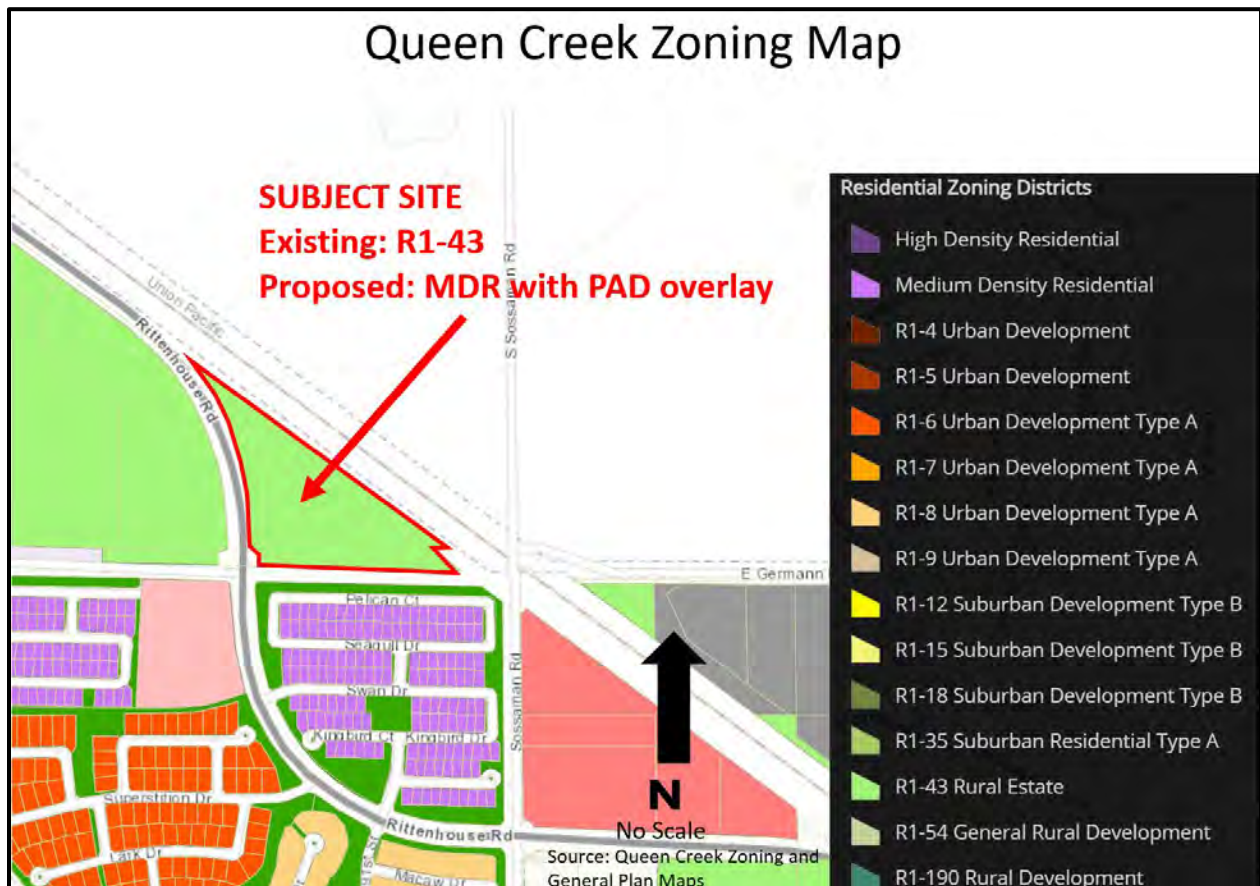 Queen Creek Zoning Map
SUBJECT SITE
Existing: R1-43
Proposed: MDR with PAD overlay
Union Pacific
Rittenhouse Rd
S Sossaman Rd
E Germann
Pelican Ct
Seagull Dr
Swan Dr
Kingbird Ct
Kingbird Dr
Sossaman Rd
Superstition Dr
Rittenhouse Rd
Lark Dr
91st St
Macaw Dr
N
No Scale
Source: Queen Creek Zoning and
General Plan Maps
Residential Zoning Districts
High Density Residential
Medium Density Residential
R1-4 Urban Development
R1-5 Urban Development
R1-6 Urban Development Type A
R1-7 Urban Development Type A
R1-8 Urban Development Type A
R1-9 Urban Development Type A
R1-12 Suburban Development Type B
R1-15 Suburban Development Type B
R1-18 Suburban Development Type B
R1-35 Suburban Residential Type A
R1-43 Rural Estate
R1-54 General Rural Development
R1-190 Rural Development